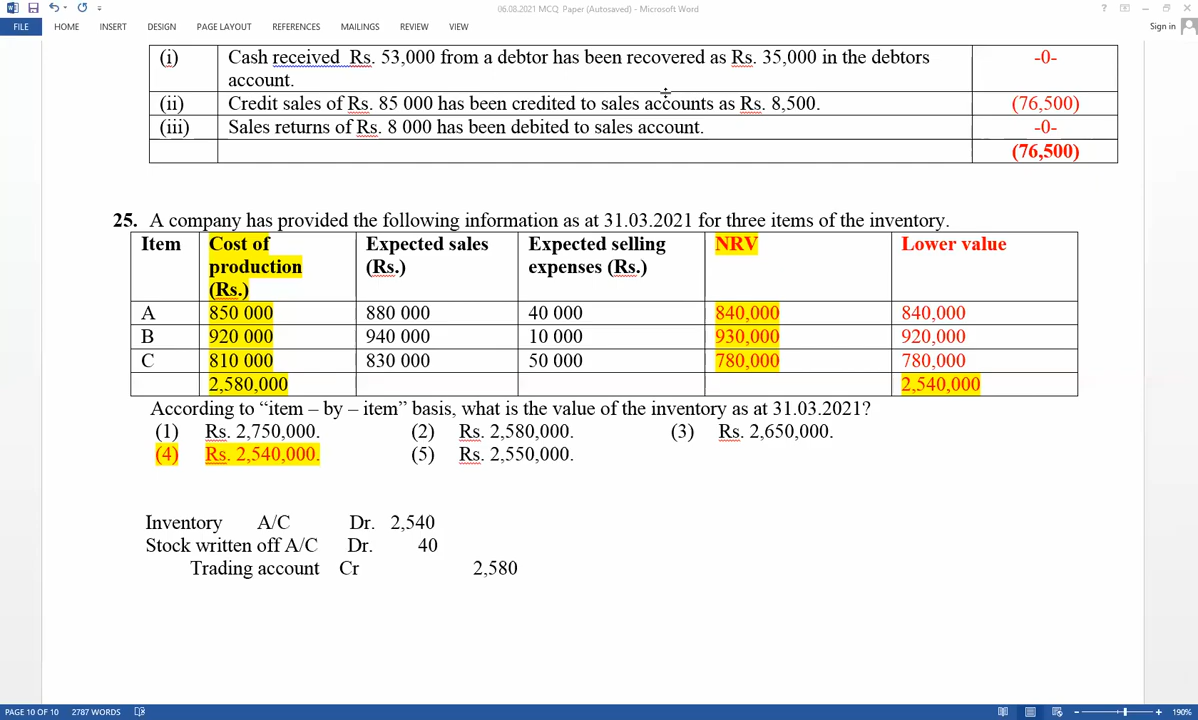 06.08.2021 MCQ Paper (Autosaved) - Microsoft Word
Sign in
FILE HOME INSERT DESIGN PAGE LAYOUT REFERENCES MAILINGS REVIEW VIEW
(i) Cash received Rs. 53,000 from a debtor has been recovered as Rs. 35,000 in the debtors -0-
account.
(ii) Credit sales of Rs. 85 000 has been credited to sales accounts as Rs. 8,500. (76,500)
(iii) Sales returns of Rs. 8 000 has been debited to sales account. -0-
(76,500)
25. A company has provided the following information as at 31.03.2021 for three items of the inventory.
Item Cost of Expected sales Expected selling NRV Lower value
production (Rs.) expenses (Rs.)
(Rs.)
A 850 000 880 000 40 000 840,000 840,000
B 920 000 940 000 10 000 930,000 920,000
C 810 000 830 000 50 000 780,000 780,000
2,580,000 2,540,000
According to “item – by – item” basis, what is the value of the inventory as at 31.03.2021?
(1) Rs. 2,750,000. (2) Rs. 2,580,000. (3) Rs. 2,650,000.
(4) Rs. 2,540,000. (5) Rs. 2,550,000.
Inventory A/C Dr. 2,540
Stock written off A/C Dr. 40
Trading account Cr 2,580
PAGE 10 OF 10 2787 WORDS 190%